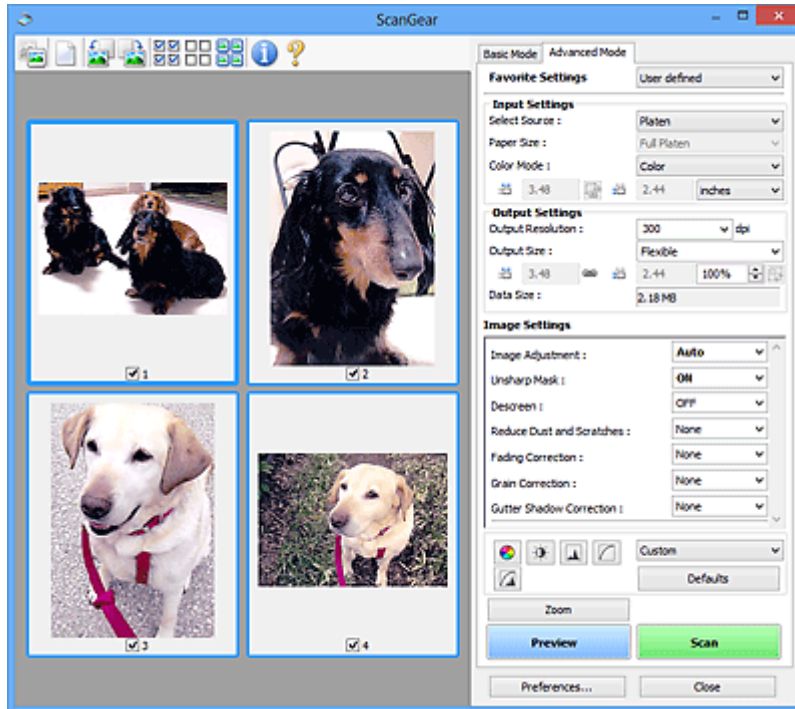 ScanGear
Basic Mode Advanced Mode
Favorite Settings User defined
Input Settings
Select Source : Platen
Paper Size : Full Platen
Color Mode : Color
3.48 2.44 inches
Output Settings
Output Resolution : 300 dpi
Output Size : Flexible
3.48 2.44 100%
Data Size : 2.18 MB
Image Settings
Image Adjustment : Auto
Unsharp Mask : ON
Descreen : OFF
Reduce Dust and Scratches : None
Fading Correction : None
Grain Correction : None
Gutter Shadow Correction : None
Custom
Defaults
Zoom
Preview Scan
Preferences... Close
1
2
3
4